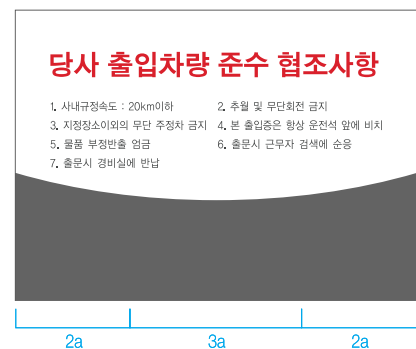 당사 출입차량 준수 협조사항
1. 사내규정속도 : 20km이하 2. 추월 및 무단회전 금지
3. 지정장소이외의 무단 주정차 금지 4. 본 출입증은 항상 운전석 앞에 비치
5. 물품 부정반출 엄금 6. 출문시 근무자 검색에 순응
7. 출문시 경비실에 반납
2a 3a 2a